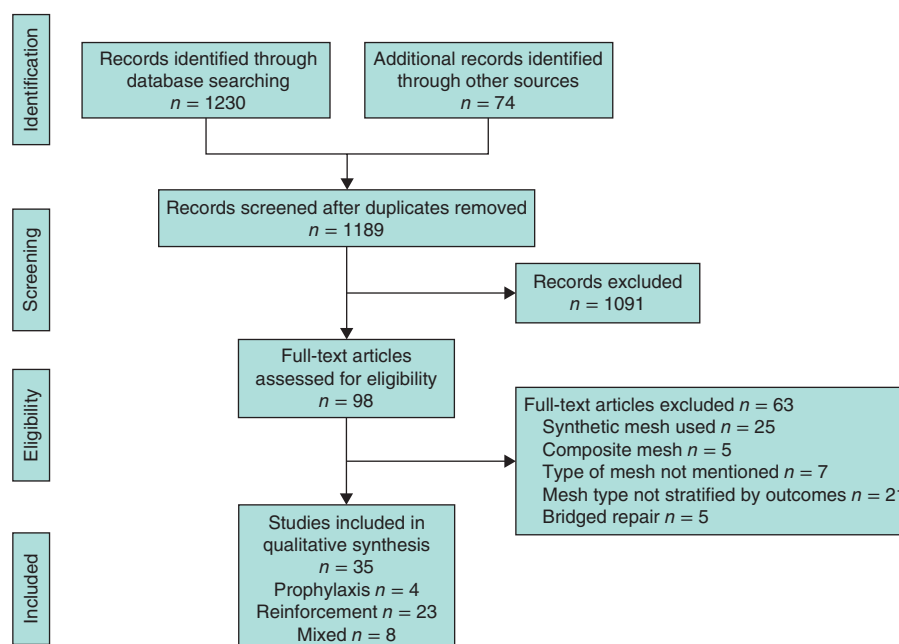 Identification
Records identified through
database searching
n = 1230
Additional records identified
through other sources
n = 74
Screening
Records screened after duplicates removed
n = 1189
Records excluded
n = 1091
Eligibility
Full-text articles
assessed for eligibility
n = 98
Full-text articles excluded n = 63
Synthetic mesh used n = 25
Composite mesh n = 5
Type of mesh not mentioned n = 7
Mesh type not stratified by outcomes n = 21
Bridged repair n = 5
Included
Studies included in
qualitative synthesis
n = 35
Prophylaxis n = 4
Reinforcement n = 23
Mixed n = 8